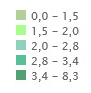 0,0 - 1,5
1,5 - 2,0
2,0 - 2,8
2,8 - 3,4
3,4 - 8,3